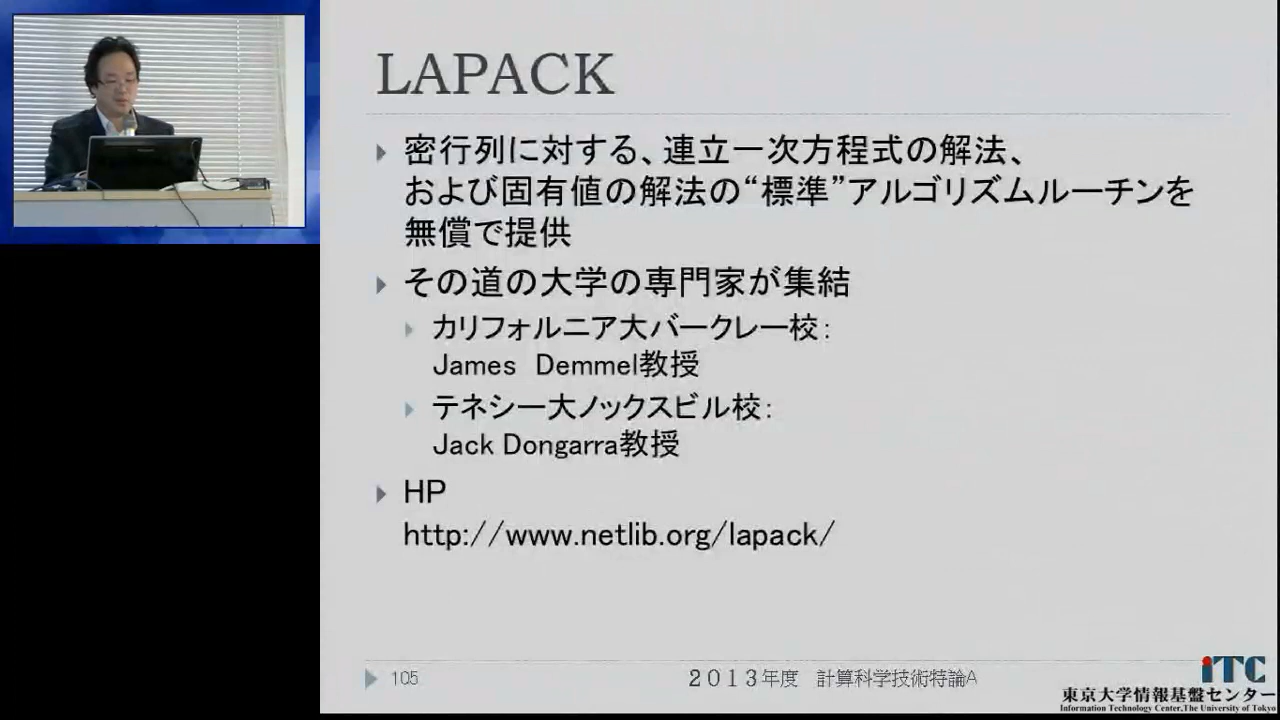 LAPACK
密行列に対する、連立一次方程式の解法、
および固有値の解法の“標準”アルゴリズムルーチンを
無償で提供
その道の大学の専門家が集結
カリフォルニア大バークレー校：
James　Demmel教授
テネシー大ノックスビル校：
Jack Dongarra教授
HP
http://www.netlib.org/lapack/
105
２０１３年度　計算科学技術特論A
iTC
東京大学情報基盤センター
Information Technology Center,The University of Tokyo